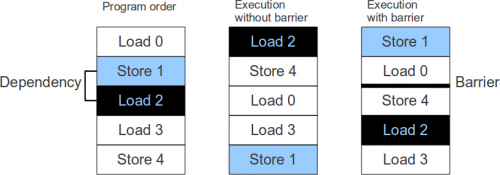 Program order
Load 0
Store 1
Load 2
Load 3
Store 4
Dependency
Execution
without barrier
Load 2
Store 4
Load 0
Load 3
Store 1
Execution
with barrier
Store 1
Load 0
Store 4
Load 2
Load 3
Barrier